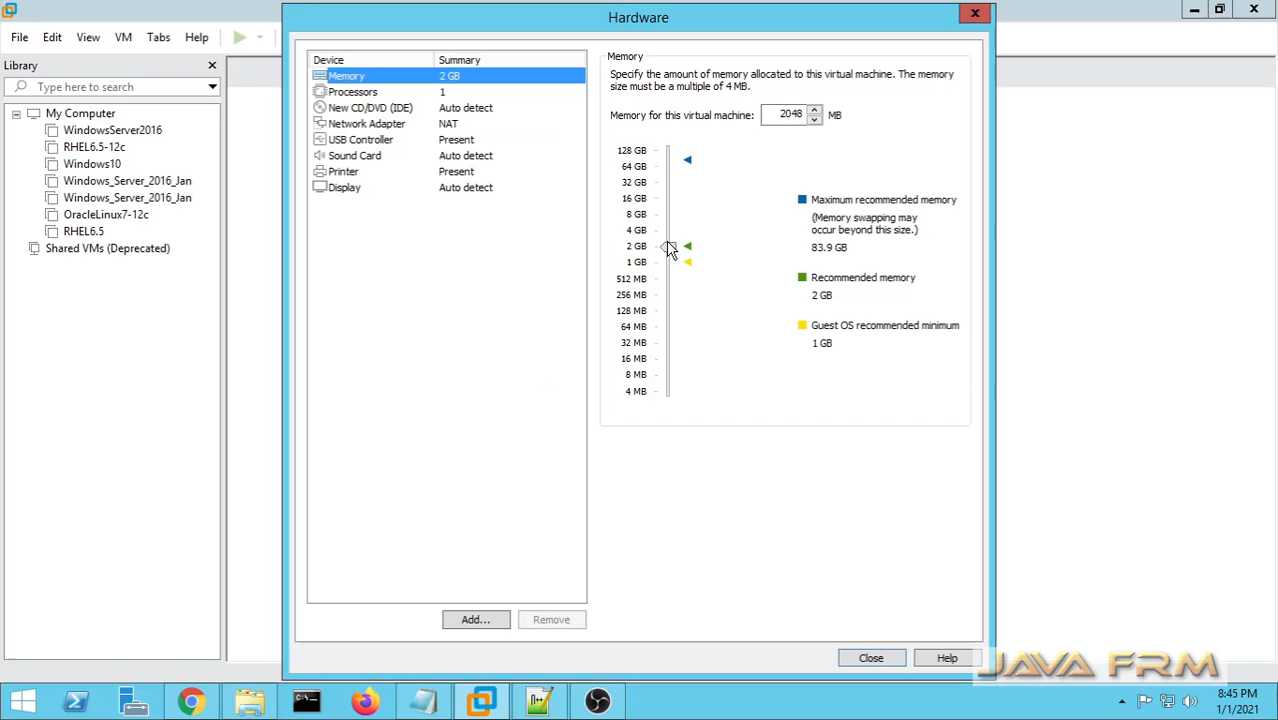 Hardware
File Edit View VM Tabs Help
Library
Type here to search
My Computer
WindowsServer2016
RHEL6.5-12c
Windows10
Windows_Server_2016_Jan
Windows_Server_2016_Jan
OracleLinux7-12c
RHEL6.5
Shared VMs (Deprecated)
Device Summary
Memory 2 GB
Processors 1
New CD/DVD (IDE) Auto detect
Network Adapter NAT
USB Controller Present
Sound Card Auto detect
Printer Present
Display Auto detect
Add...
Remove
Memory
Specify the amount of memory allocated to this virtual machine. The memory
size must be a multiple of 4 MB.
Memory for this virtual machine: 2048 MB
128 GB
64 GB
32 GB
16 GB
8 GB
4 GB
2 GB
1 GB
512 MB
256 MB
128 MB
64 MB
32 MB
16 MB
8 MB
4 MB
Maximum recommended memory
(Memory swapping may
occur beyond this size.)
83.9 GB
Recommended memory
2 GB
Guest OS recommended minimum
1 GB
Close
Help
JAVA FRM
8:45 PM
1/1/2021